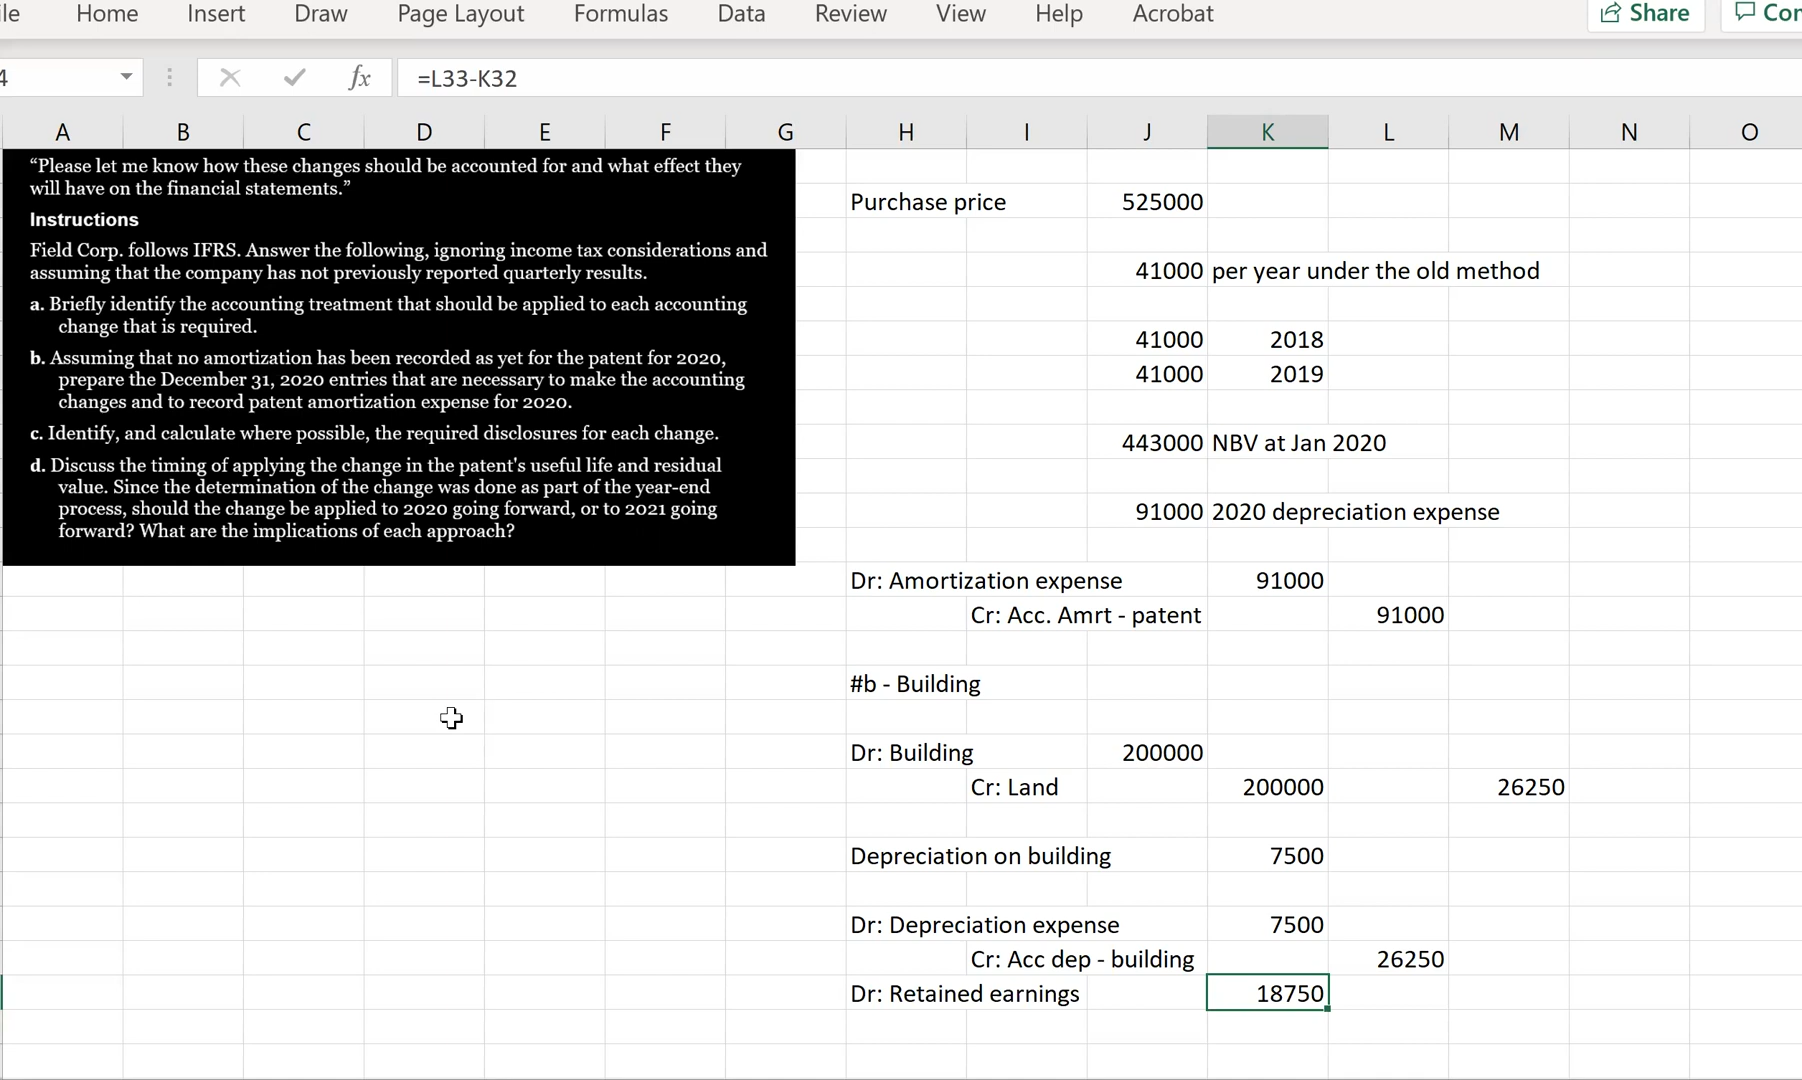 ile Home Insert Draw Page Layout Formulas Data Review View Help Acrobat Share Con
4 fx =L33-K32
A B C D E F G H I J K L M N O
“Please let me know how these changes should be accounted for and what effect they
will have on the financial statements.”
Instructions
Field Corp. follows IFRS. Answer the following, ignoring income tax considerations and
assuming that the company has not previously reported quarterly results.
a. Briefly identify the accounting treatment that should be applied to each accounting
change that is required.
b. Assuming that no amortization has been recorded as yet for the patent for 2020,
prepare the December 31, 2020 entries that are necessary to make the accounting
changes and to record patent amortization expense for 2020.
c. Identify, and calculate where possible, the required disclosures for each change.
d. Discuss the timing of applying the change in the patent's useful life and residual
value. Since the determination of the change was done as part of the year-end
process, should the change be applied to 2020 going forward, or to 2021 going
forward? What are the implications of each approach?
Purchase price 525000
41000 per year under the old method
41000 2018
41000 2019
443000 NBV at Jan 2020
91000 2020 depreciation expense
Dr: Amortization expense 91000
Cr: Acc. Amrt - patent 91000
#b - Building
Dr: Building 200000
Cr: Land 200000 26250
Depreciation on building 7500
Dr: Depreciation expense 7500
Cr: Acc dep - building 26250
Dr: Retained earnings 18750